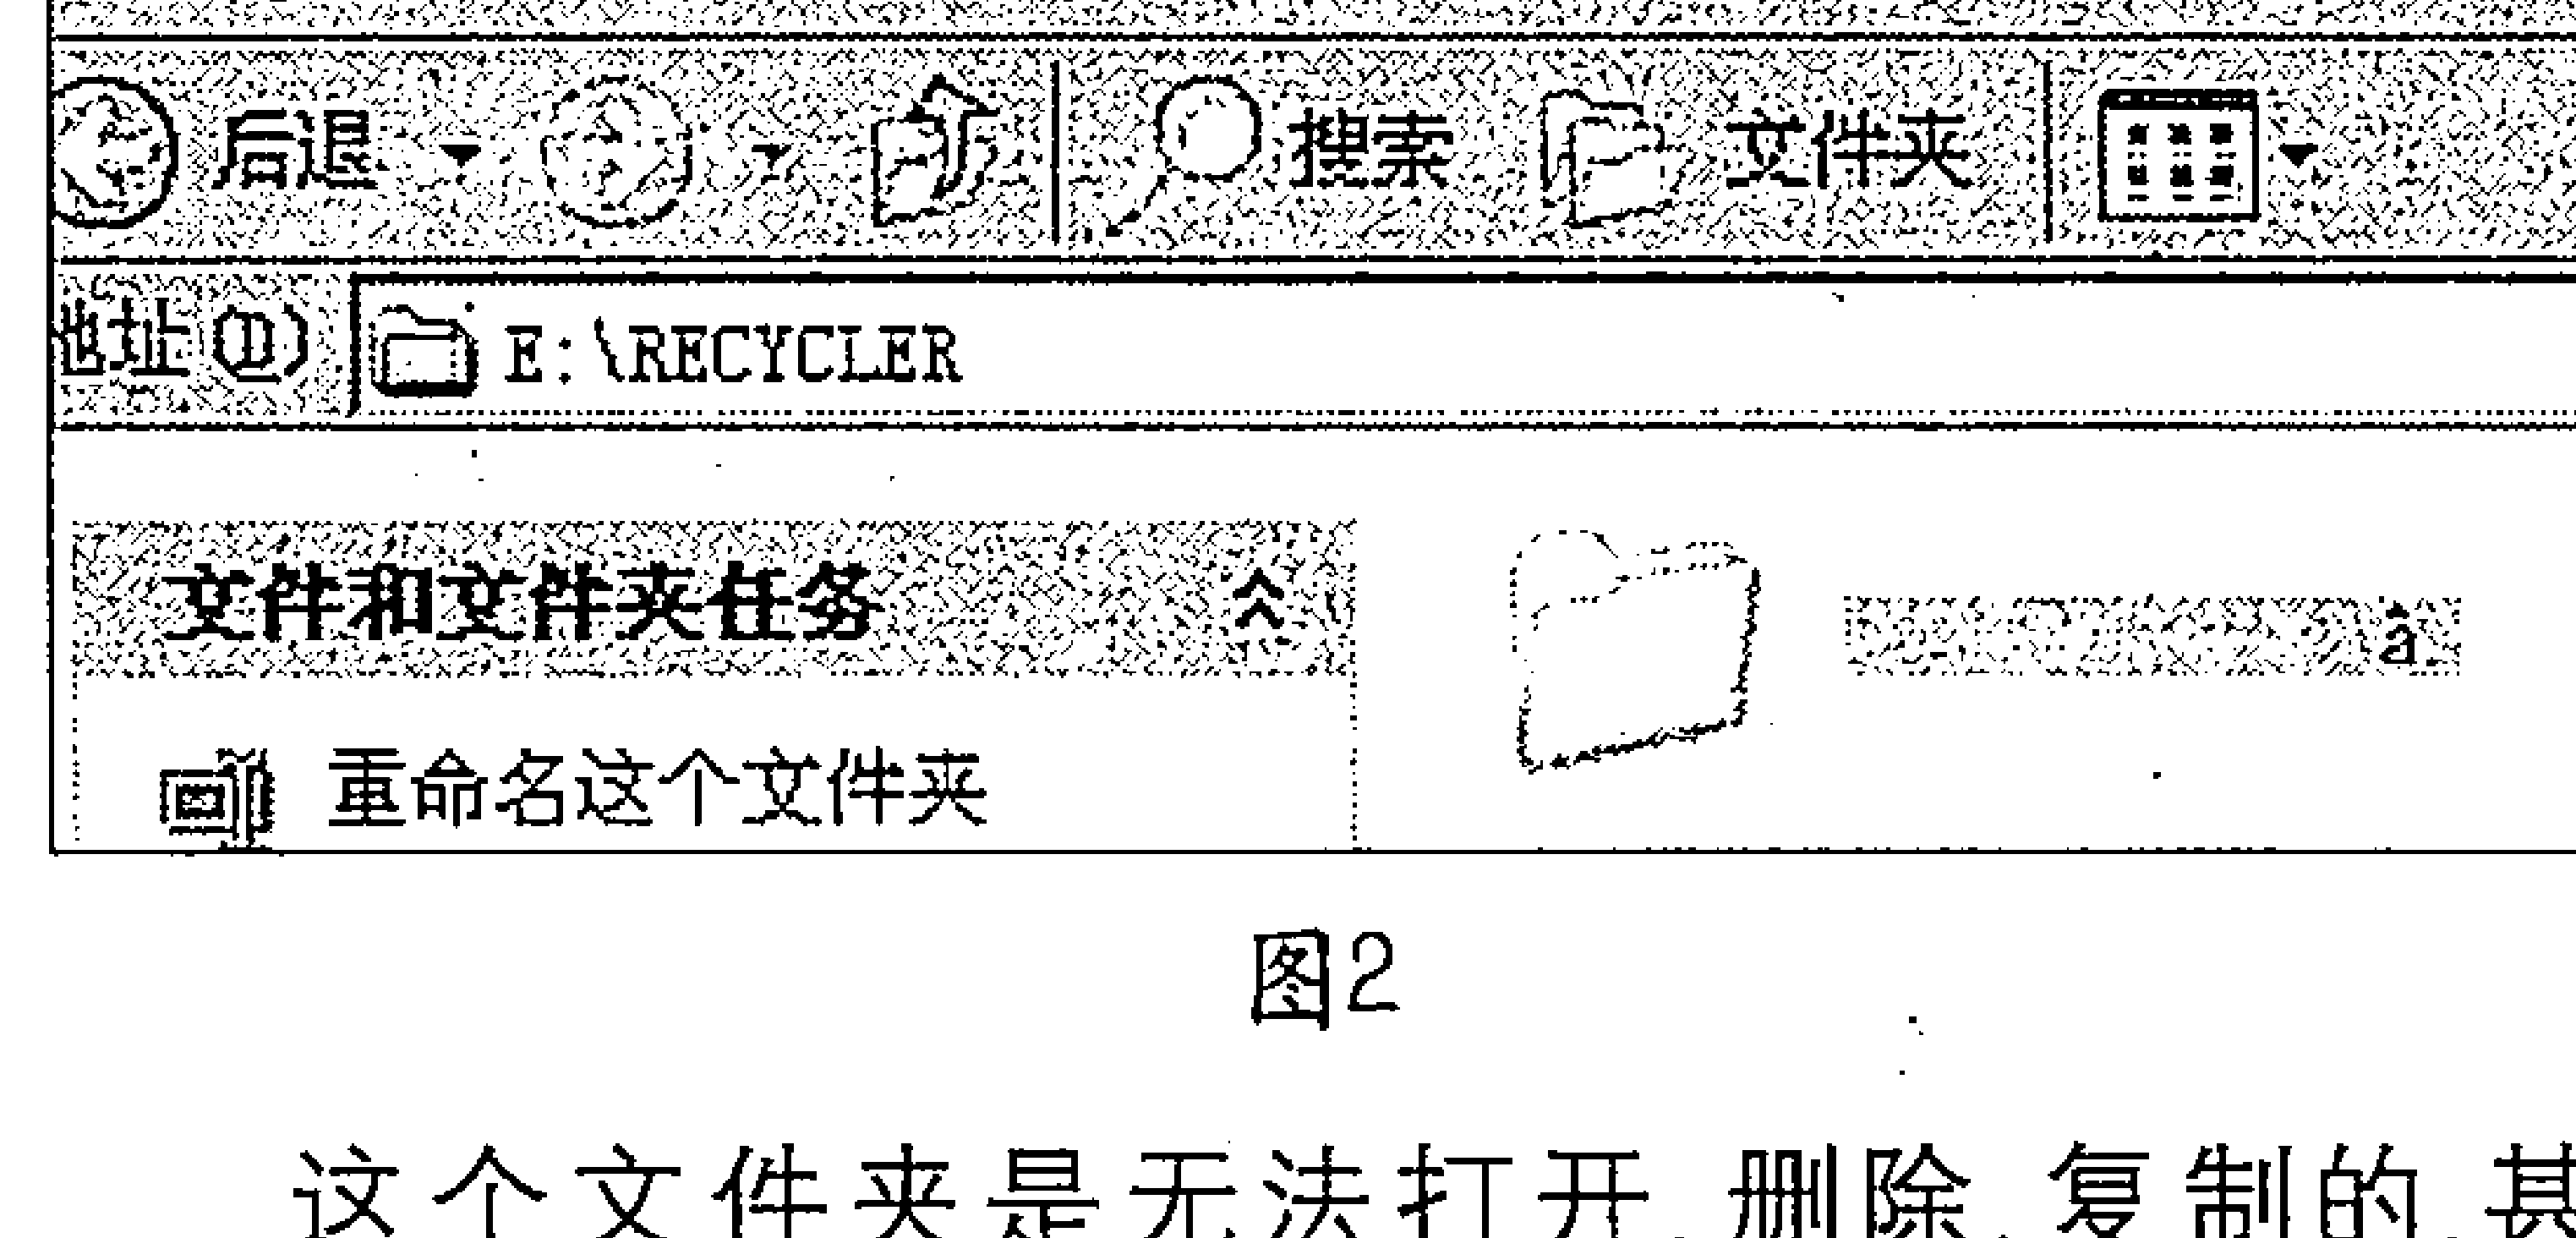 后退 搜索 文件夹
地址(D) E:\RECYCLER
文件和文件夹任务
a.
重命名这个文件夹
图2
这个文件夹是无法打开、删除、复制的,其